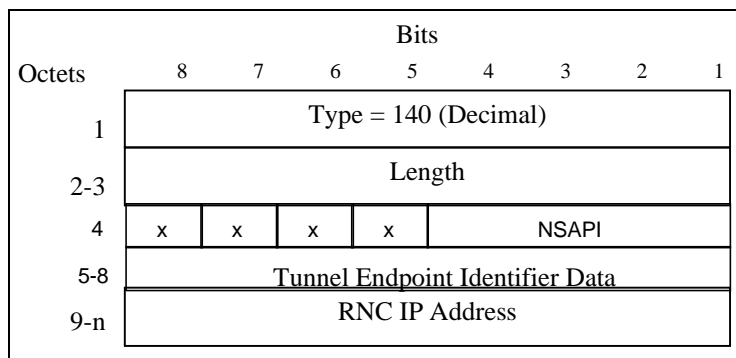 Bits
Octets 8 7 6 5 4 3 2 1
1 Type = 140 (Decimal)
2-3 Length
4 x x x x NSAPI
5-8 Tunnel Endpoint Identifier Data
9-n RNC IP Address